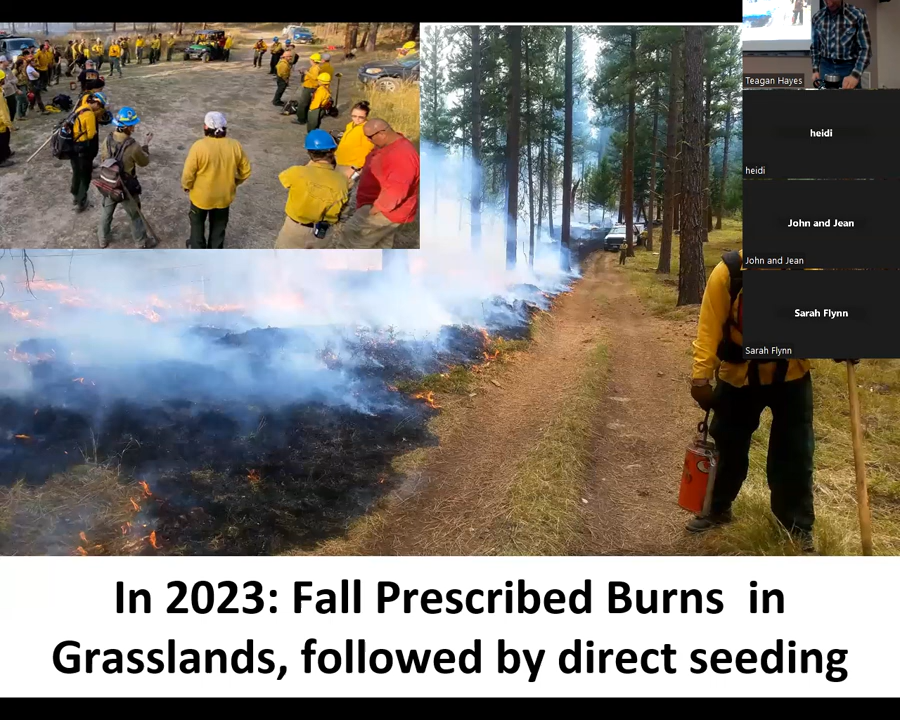 Teagan Hayes
heidi
heidi
John and Jean
John and Jean
Sarah Flynn
Sarah Flynn
In 2023: Fall Prescribed Burns in
Grasslands, followed by direct seeding